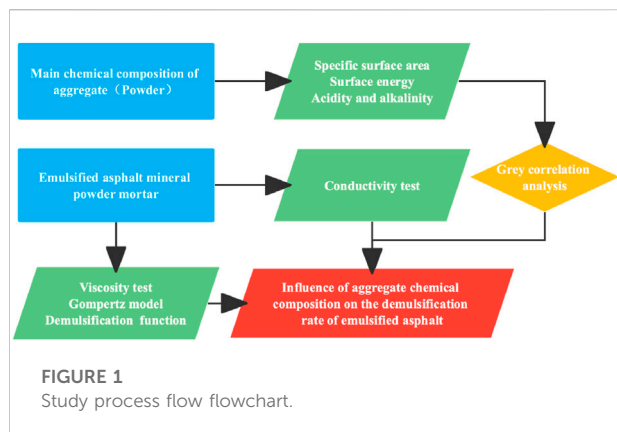 Main chemical composition of
aggregate（Powder）
Specific surface area
Surface energy
Acidity and alkalinity
Emulsified asphalt mineral
powder mortar
Conductivity test
Grey correlation
analysis
Viscosity test
Gompertz model
Demulsification function
Influence of aggregate chemical
composition on the demulsification
rate of emulsified asphalt
FIGURE 1
Study process flow flowchart.